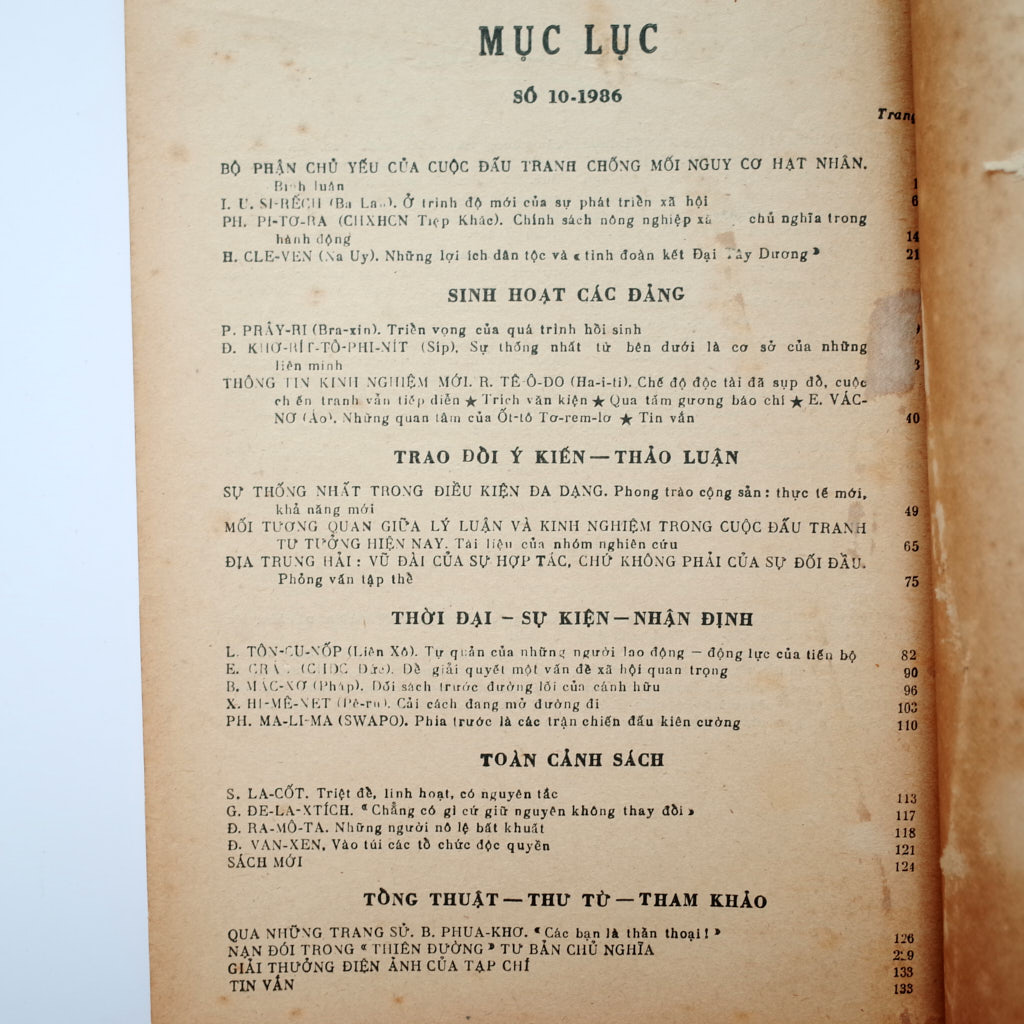 MỤC LỤC
SỐ 10-1986
Trang
BỘ PHẬN CHỦ YẾU CỦA CUỘC ĐẤU TRANH CHỐNG MỐI NGUY CƠ HẠT NHÂN.
Bình luân 1
I. U. SI-RẾCH (Ba Lan). Ở trình độ mới của sự phát triển xã hội 6
PH. PI-TƠ-RA (CHXHCN Tiệp Khắc). Chính sách nông nghiệp xã chủ nghĩa trong
hành động 14
H. CLE-VEN (Na Uy). Những lợi ích dân tộc và « tình đoàn kết Đại Tây Dương » 21
SINH HOẠT CÁC ĐẢNG
P. PRÂY-RI (Bra-xin). Triển vọng của quá trình hồi sinh
Đ. KHƠ-RÍT-TÔ-PHI-NÍT (Síp). Sự thống nhất từ bên dưới là cơ sở của những
liên minh
THÔNG TIN KINH NGHIỆM MỚI. R. TÊ-Ô-DO (Ha-i-ti). Chế độ độc tài đã sụp đổ, cuộc
chiến tranh vẫn tiếp diễn ★ Trích văn kiện ★ Qua tấm gương báo chí ★ E. VÁC-
NƠ (Áo). Những quan tâm của Ốt-tô Tơ-rem-lơ ★ Tin vắn 40
TRAO ĐỔI Ý KIẾN — THẢO LUẬN
SỰ THỐNG NHẤT TRONG ĐIỀU KIỆN ĐA DẠNG. Phong trào cộng sản : thực tế mới,
khả năng mới 49
MỐI TƯƠNG QUAN GIỮA LÝ LUẬN VÀ KINH NGHIỆM TRONG CUỘC ĐẤU TRANH
TƯ TƯỞNG HIỆN NAY. Tài liệu của nhóm nghiên cứu 65
ĐỊA TRUNG HẢI : VŨ ĐÀI CỦA SỰ HỢP TÁC, CHỨ KHÔNG PHẢI CỦA SỰ ĐỐI ĐẦU.
Phỏng vấn tập thể 75
THỜI ĐẠI — SỰ KIỆN — NHẬN ĐỊNH
L. TÔN-CU-NỐP (Liên Xô). Tự quản của những người lao động — động lực của tiến bộ 82
E. (CHDC Đức). Để giải quyết một vấn đề xã hội quan trọng 90
B. MÁC-XƠ (Pháp). Đối sách trước đường lối của cánh hữu 96
X. HI-MÊ-NET (Pê-ru). Cải cách đang mở đường đi 103
PH. MA-LI-MA (SWAPO). Phía trước là các trận chiến đấu kiên cường 110
TOÀN CẢNH SÁCH
S. LA-CỐT. Triệt để, linh hoạt, có nguyên tắc 113
G. ĐE-LA-XTÍCH. « Chẳng có gì cứ giữ nguyên không thay đổi » 117
Đ. RA-MÔ-TA. Những người nô lệ bất khuất 118
Đ. VAN-XEN. Vào túi các tổ chức độc quyền 121
SÁCH MỚI 124
TỔNG THUẬT — THƯ TỪ — THAM KHẢO
QUA NHỮNG TRANG SỬ. B. PHUA-KHƠ. « Các bạn là thần thoại! » 126
NẠN ĐÓI TRONG « THIÊN ĐƯỜNG » TƯ BẢN CHỦ NGHĨA 229
GIẢI THƯỞNG ĐIỆN ẢNH CỦA TẠP CHÍ 133
TIN VẮN 133